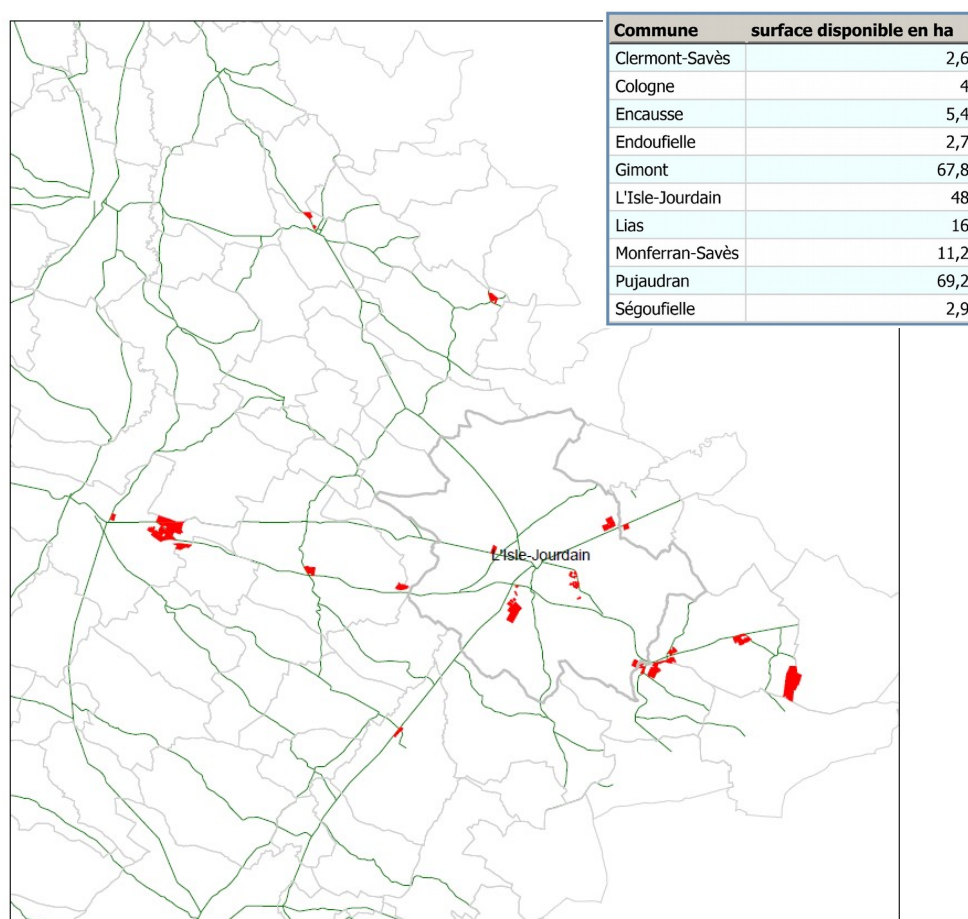 Commune surface disponible en ha
Clermont-Savès 2,6
Cologne 4
Encausse 5,4
Endoufielle 2,7
Gimont 67,8
L'Isle-Jourdain 48
Lias 16
Monferran-Savès 11,2
Pujaudran 69,2
Ségoufielle 2,9
L'Isle-Jourdain